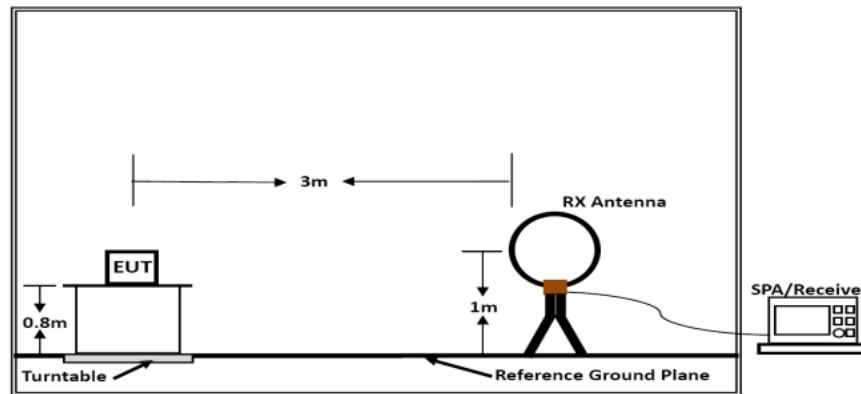 3m
RX Antenna
EUT
SPA/Receive
0.8m
1m
Turntable
Reference Ground Plane